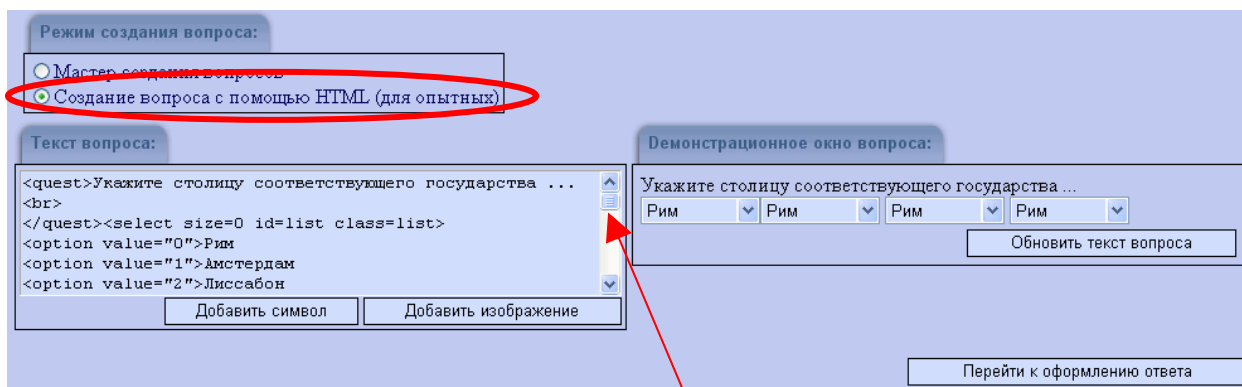 Режим создания вопроса:
Мастер создания вопросов
Создание вопроса с помощью HTML (для опытных)
Текст вопроса:
<quest>Укажите столицу соответствующего государства ...
<br>
</quest><select size=0 id=list class=list>
<option value="0">Рим
<option value="1">Амстердам
<option value="2">Лиссабон
Добавить символ Добавить изображение
Демонстрационное окно вопроса:
Укажите столицу соответствующего государства ...
Рим Рим Рим Рим
Обновить текст вопроса
Перейти к оформлению ответа